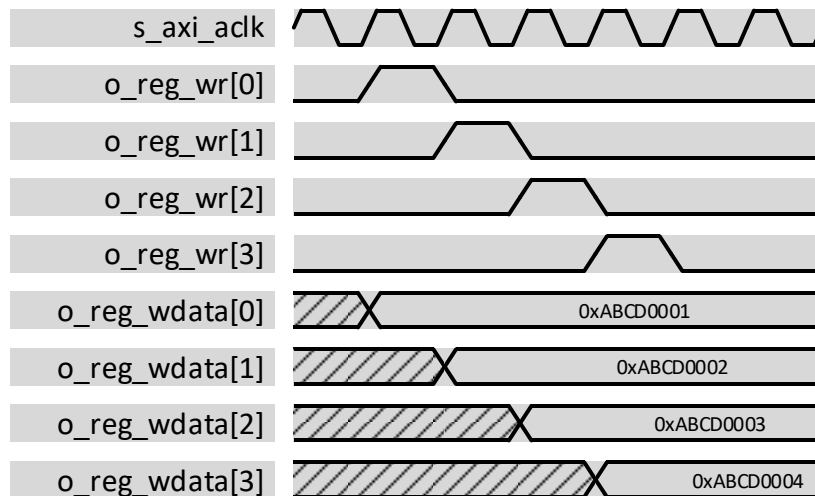 s_axi_aclk
o_reg_wr[0]
o_reg_wr[1]
o_reg_wr[2]
o_reg_wr[3]
o_reg_wdata[0] 0xABCD0001
o_reg_wdata[1] 0xABCD0002
o_reg_wdata[2] 0xABCD0003
o_reg_wdata[3] 0xABCD0004